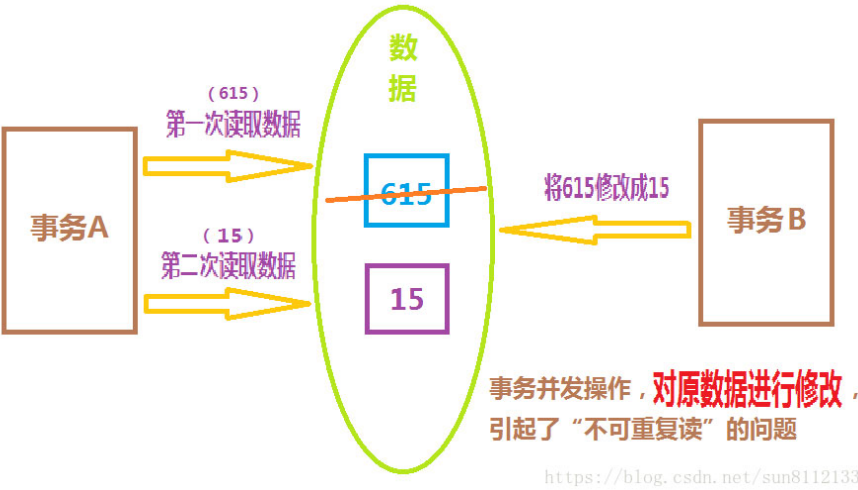 数
据
（615）
第一次读取数据
615
将615修改成15
事务A
事务B
（15）
第二次读取数据
15
事务并发操作，对原数据进行修改，
引起了“不可重复读”的问题
https://blog.csdn.net/sun8112133